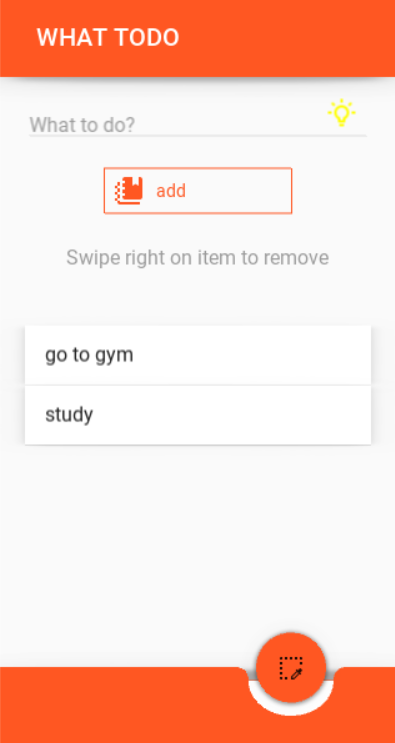 WHAT TODO
What to do?
add
Swipe right on item to remove
go to gym
study